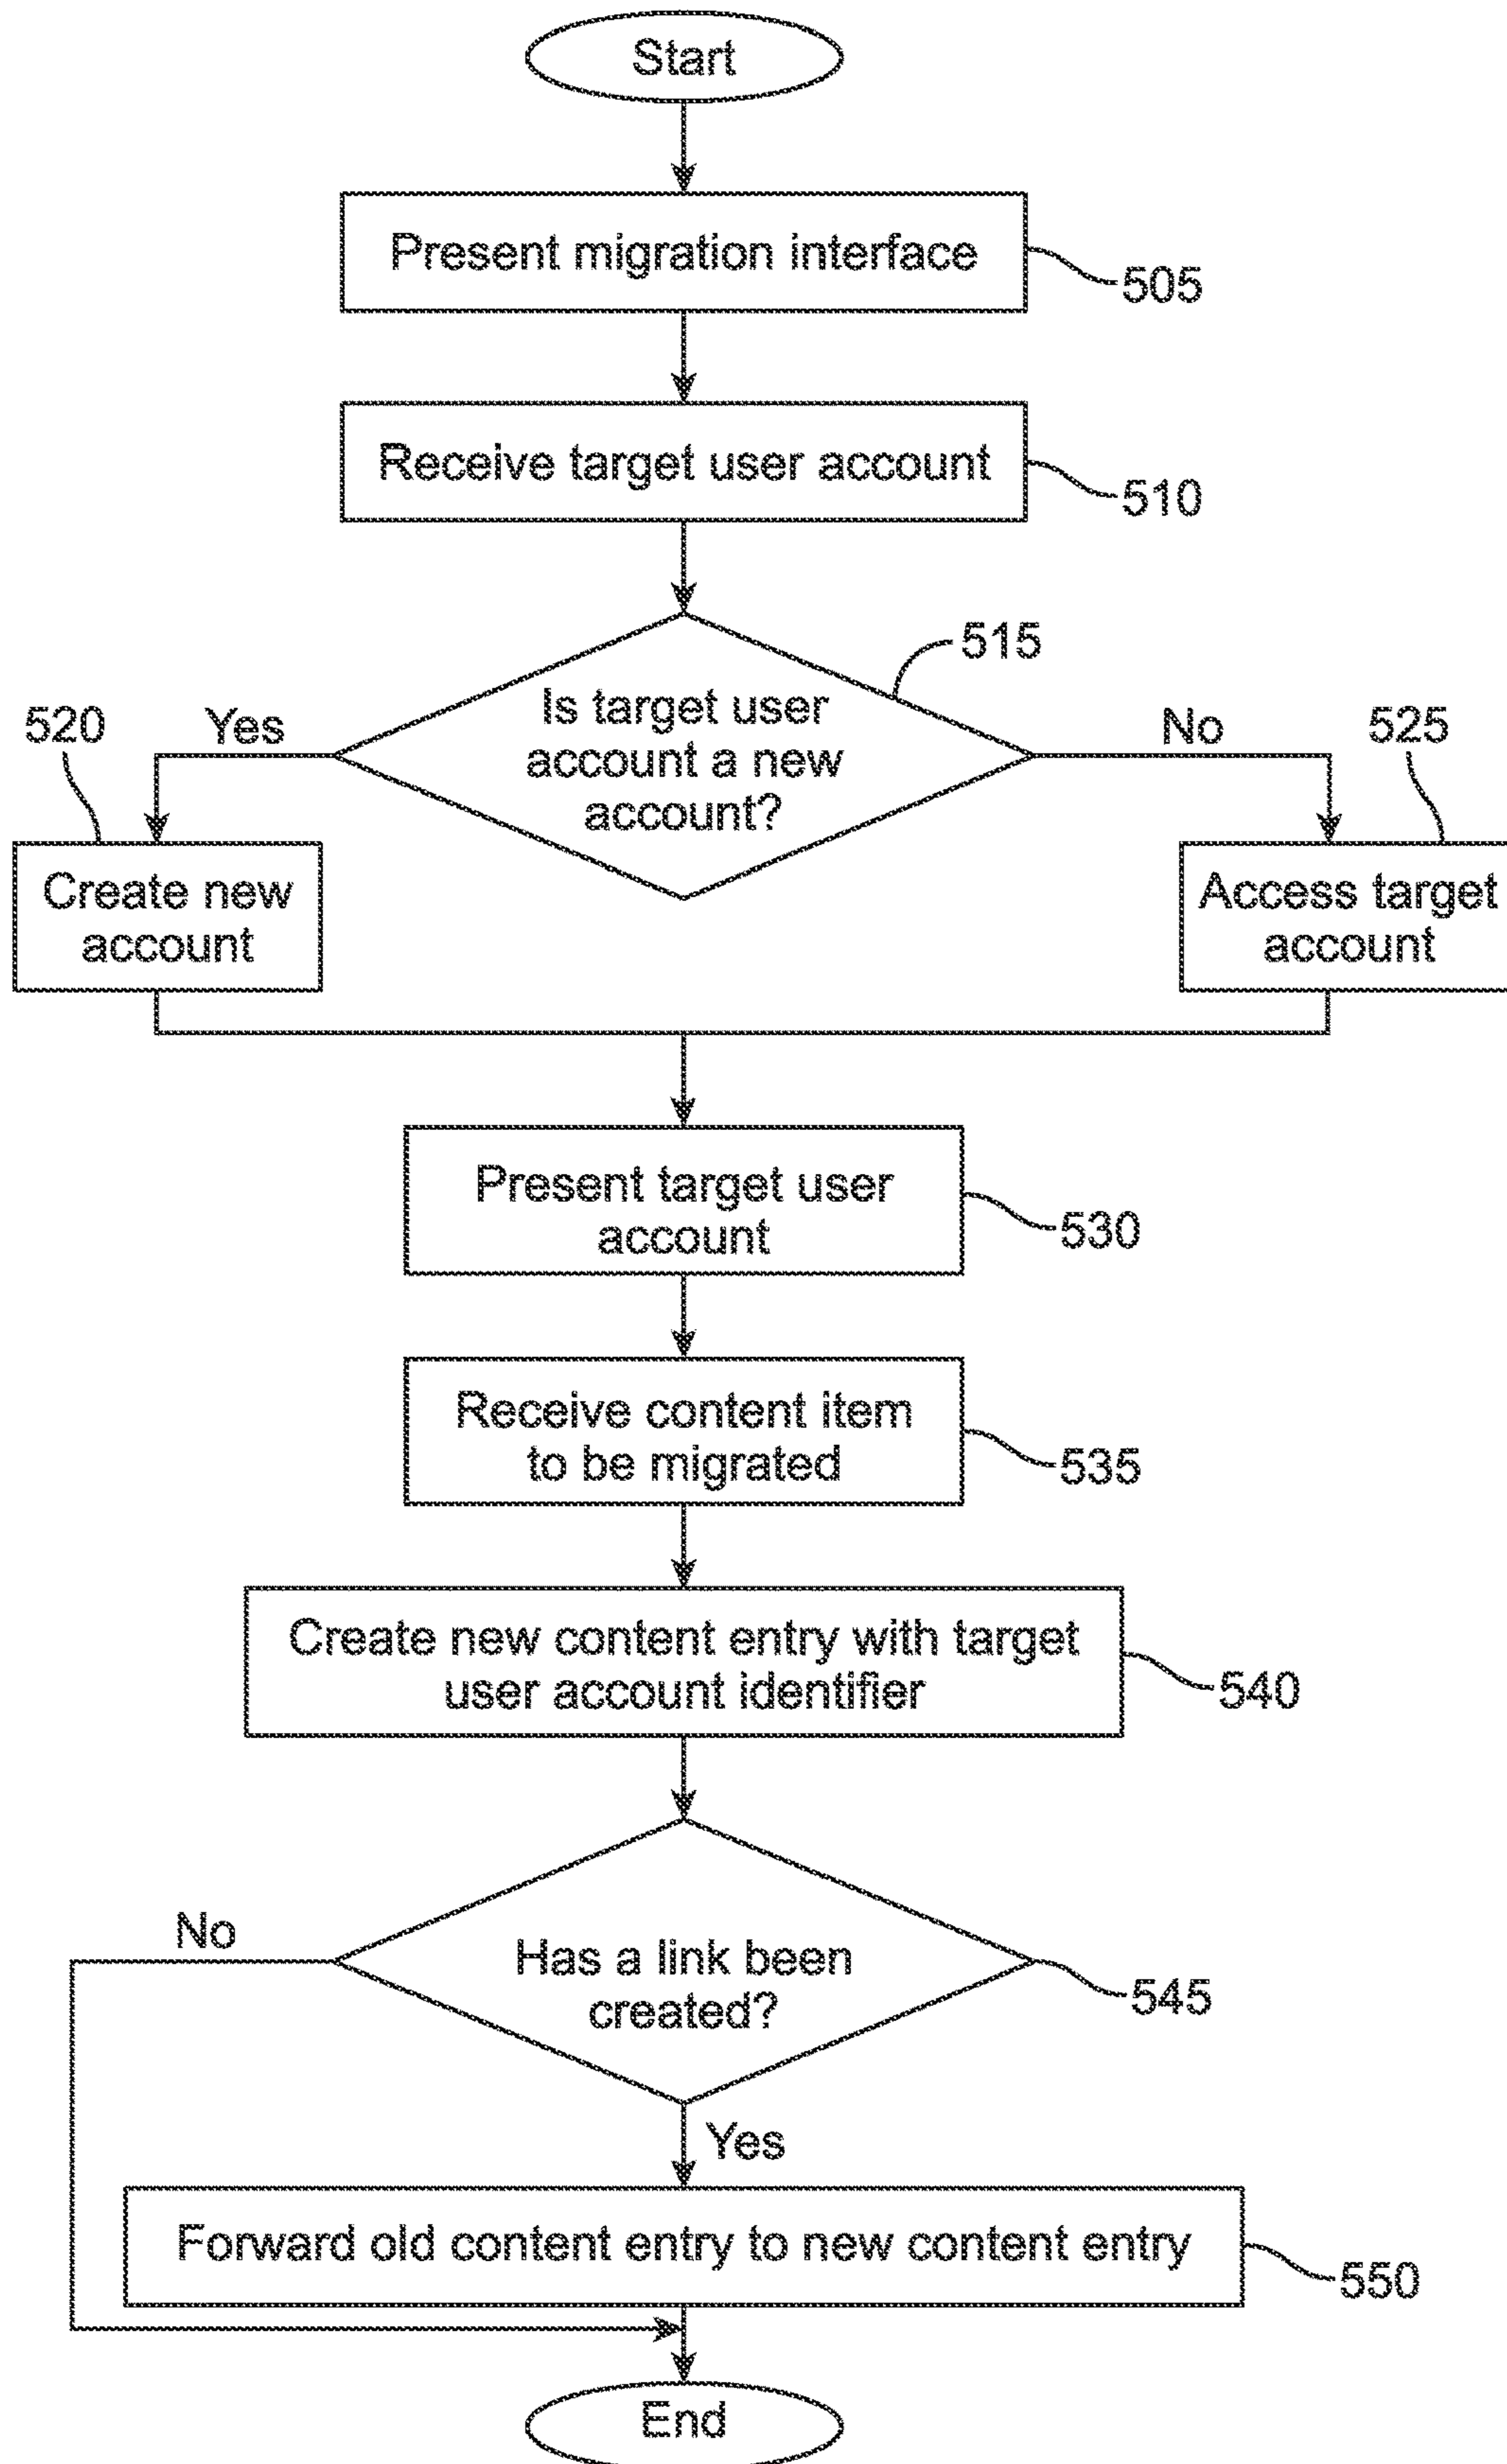 Start
Present migration interface
505
Receive target user account
510
515
Is target user
account a new
account?
Yes
No
520
525
Create new
account
Access target
account
Present target user
account
530
Receive content item
to be migrated
535
Create new content entry with target
user account identifier
540
No
Has a link been
created?
545
Yes
Forward old content entry to new content entry
550
End